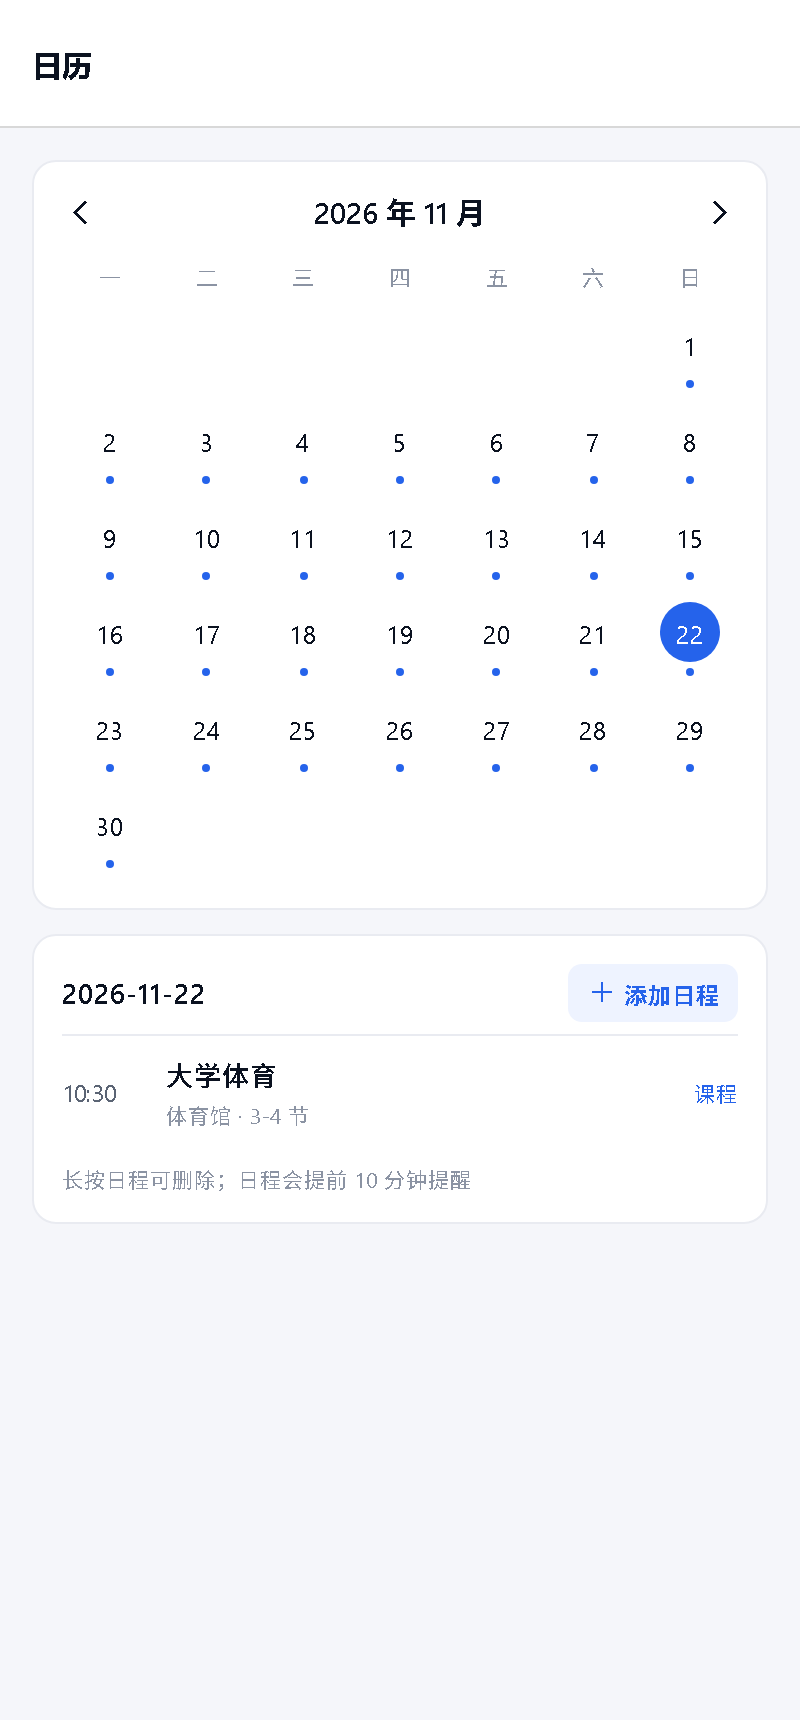 日历
2026 年 11 月
一 二 三 四 五 六 日
1
2 3 4 5 6 7 8
9 10 11 12 13 14 15
16 17 18 19 20 21 22
23 24 25 26 27 28 29
30
2026-11-22
添加日程
10:30 大学体育 课程
体育馆 · 3-4 节
长按日程可删除；日程会提前 10 分钟提醒